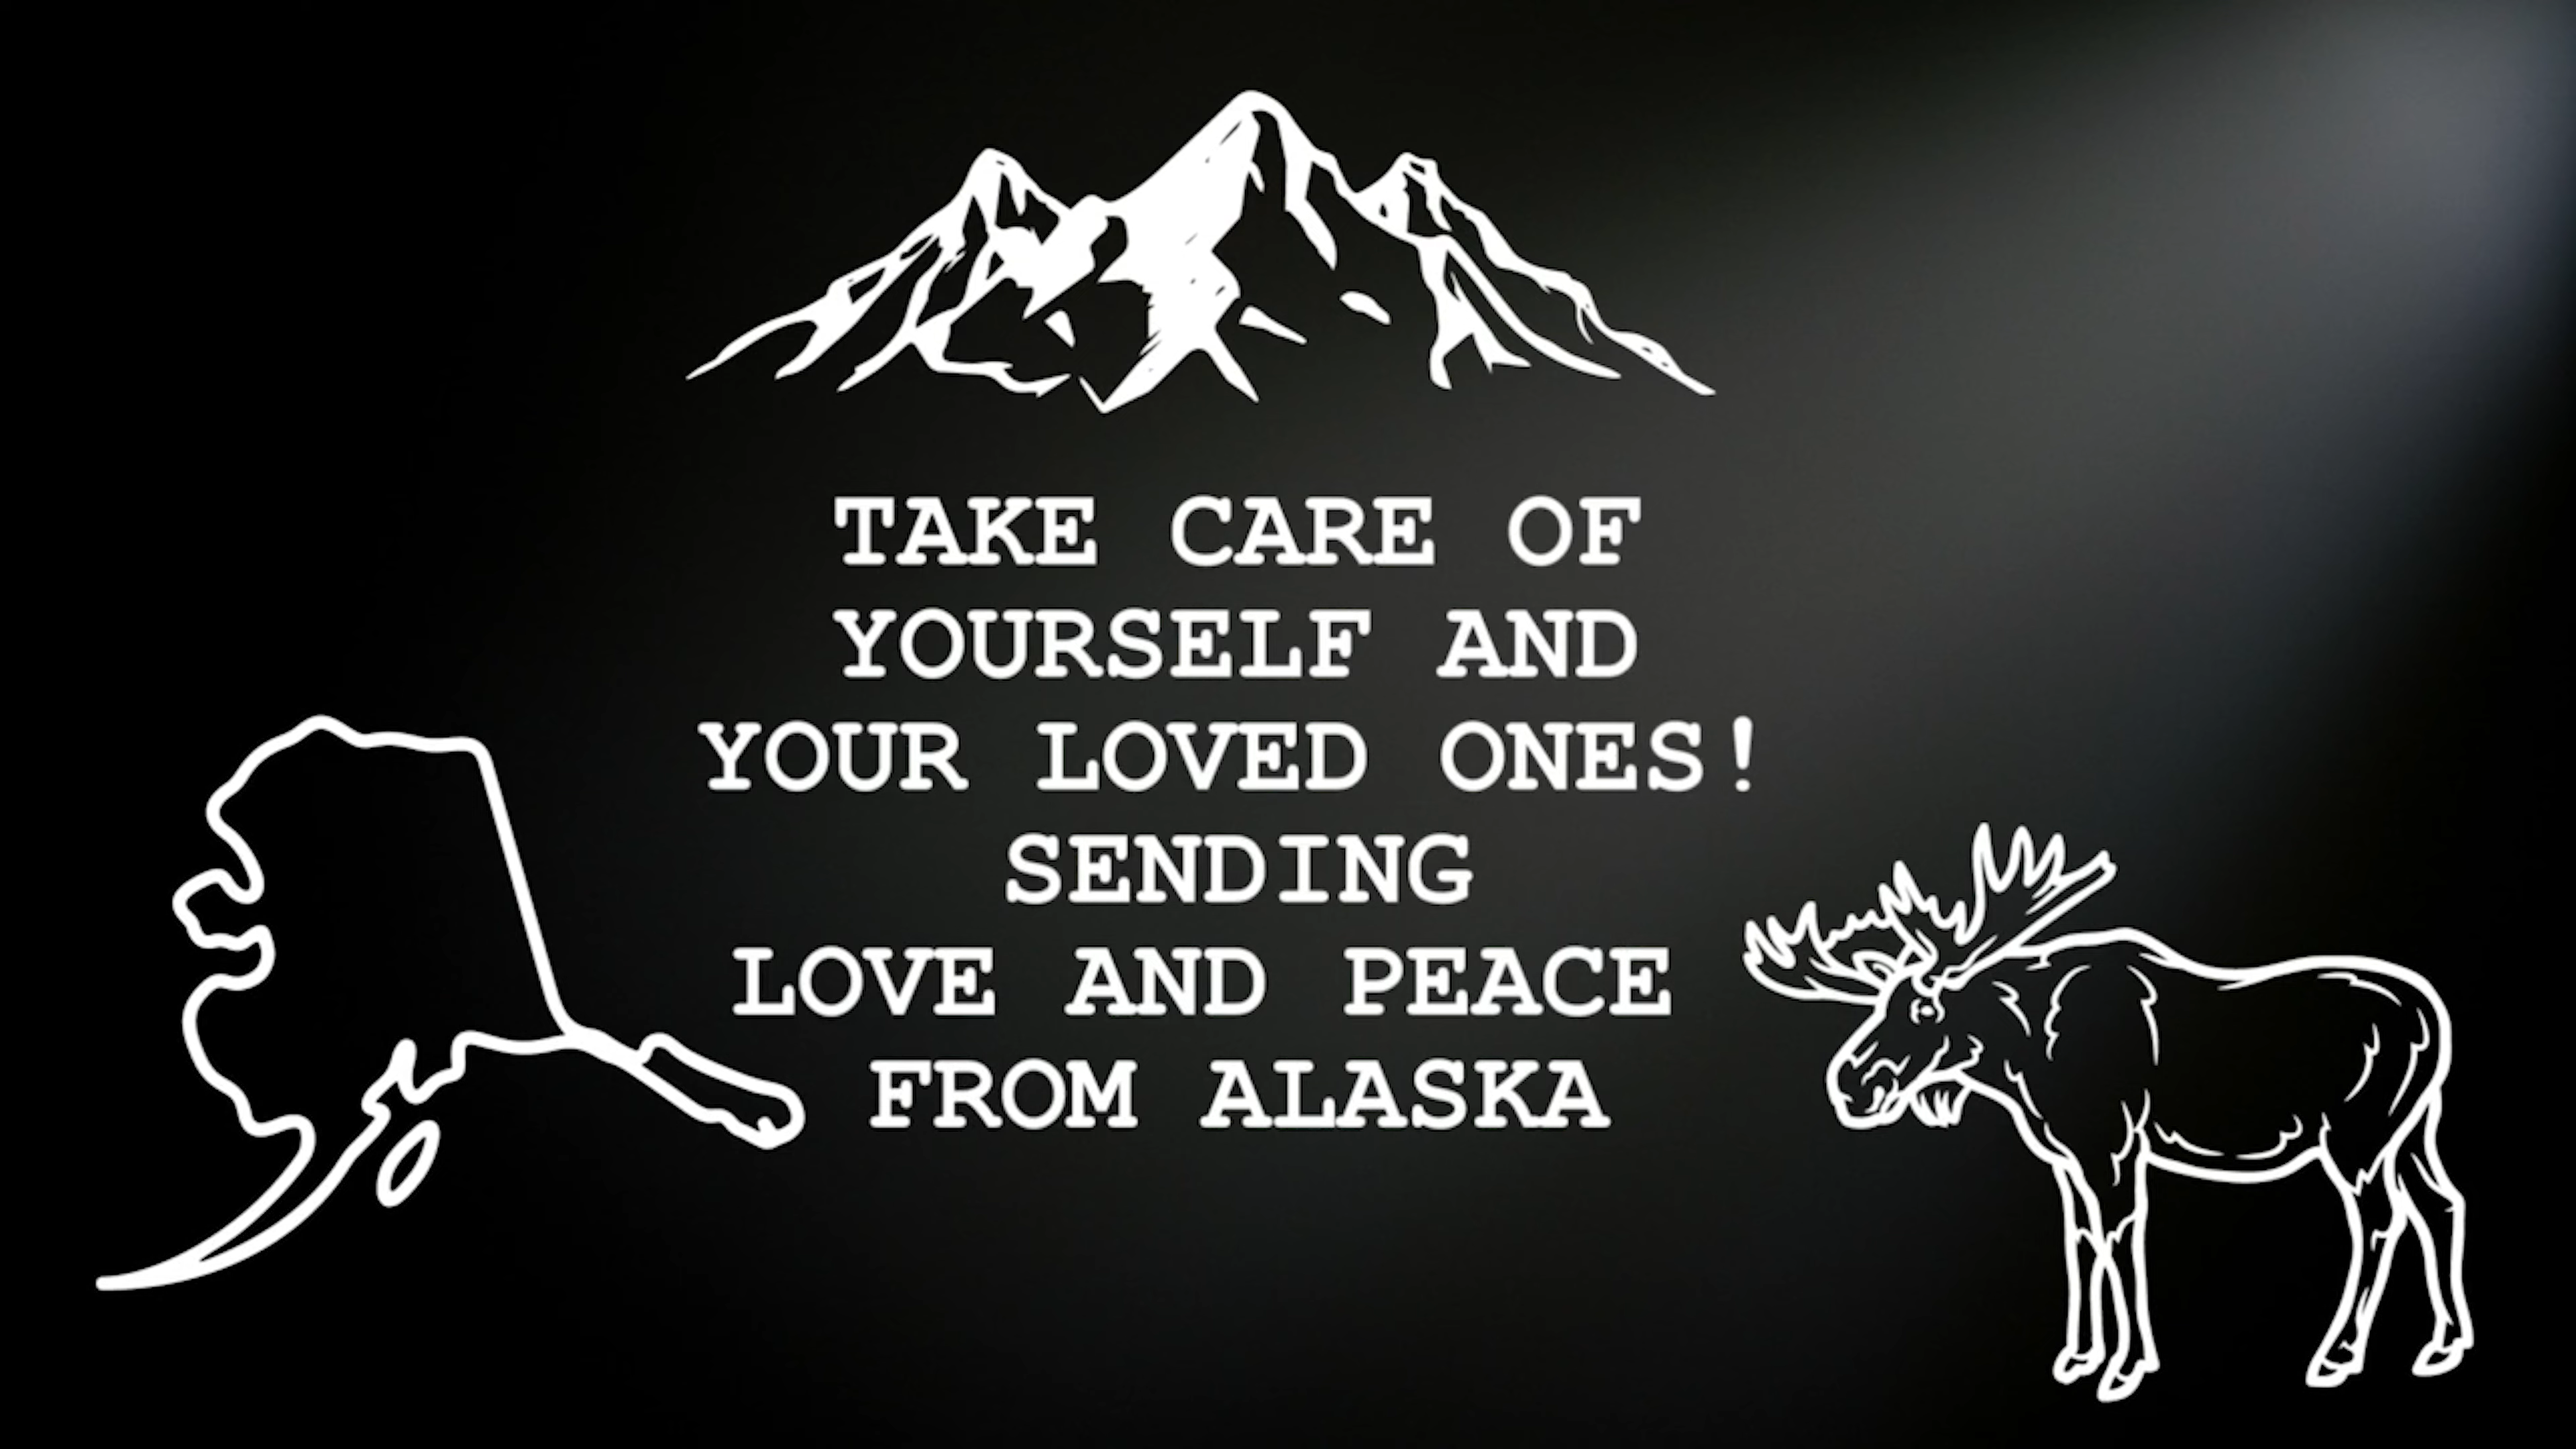 TAKE CARE OF
YOURSELF AND
YOUR LOVED ONES!
SENDING
LOVE AND PEACE
FROM ALASKA